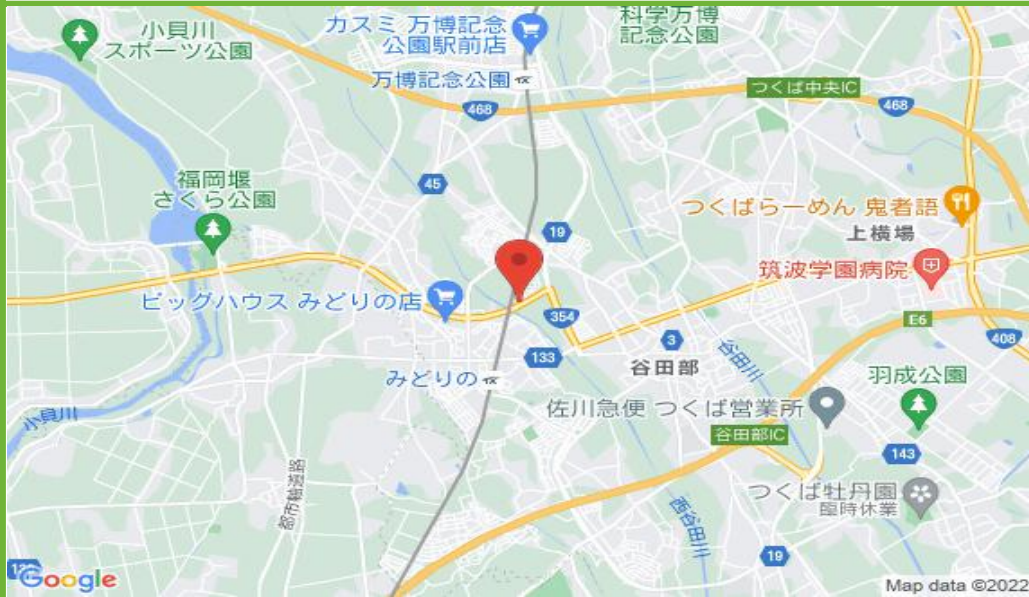 小貝川
スポーツ公園
カスミ 万博記念
公園駅前店
科学万博
記念公園
万博記念公園
468
つくば中央IC
468
45
福岡堰
さくら公園
つくばらーめん 鬼者語
19
上横場
筑波学園病院
ビッグハウス みどりの店
354
E6
3
408
133
谷田部
谷田川
みどりの
羽成公園
小貝川
佐川急便 つくば営業所
谷田部IC
143
都市軸道路
つくば牡丹園
臨時休業
西谷田川
19
Google
Map data ©2022